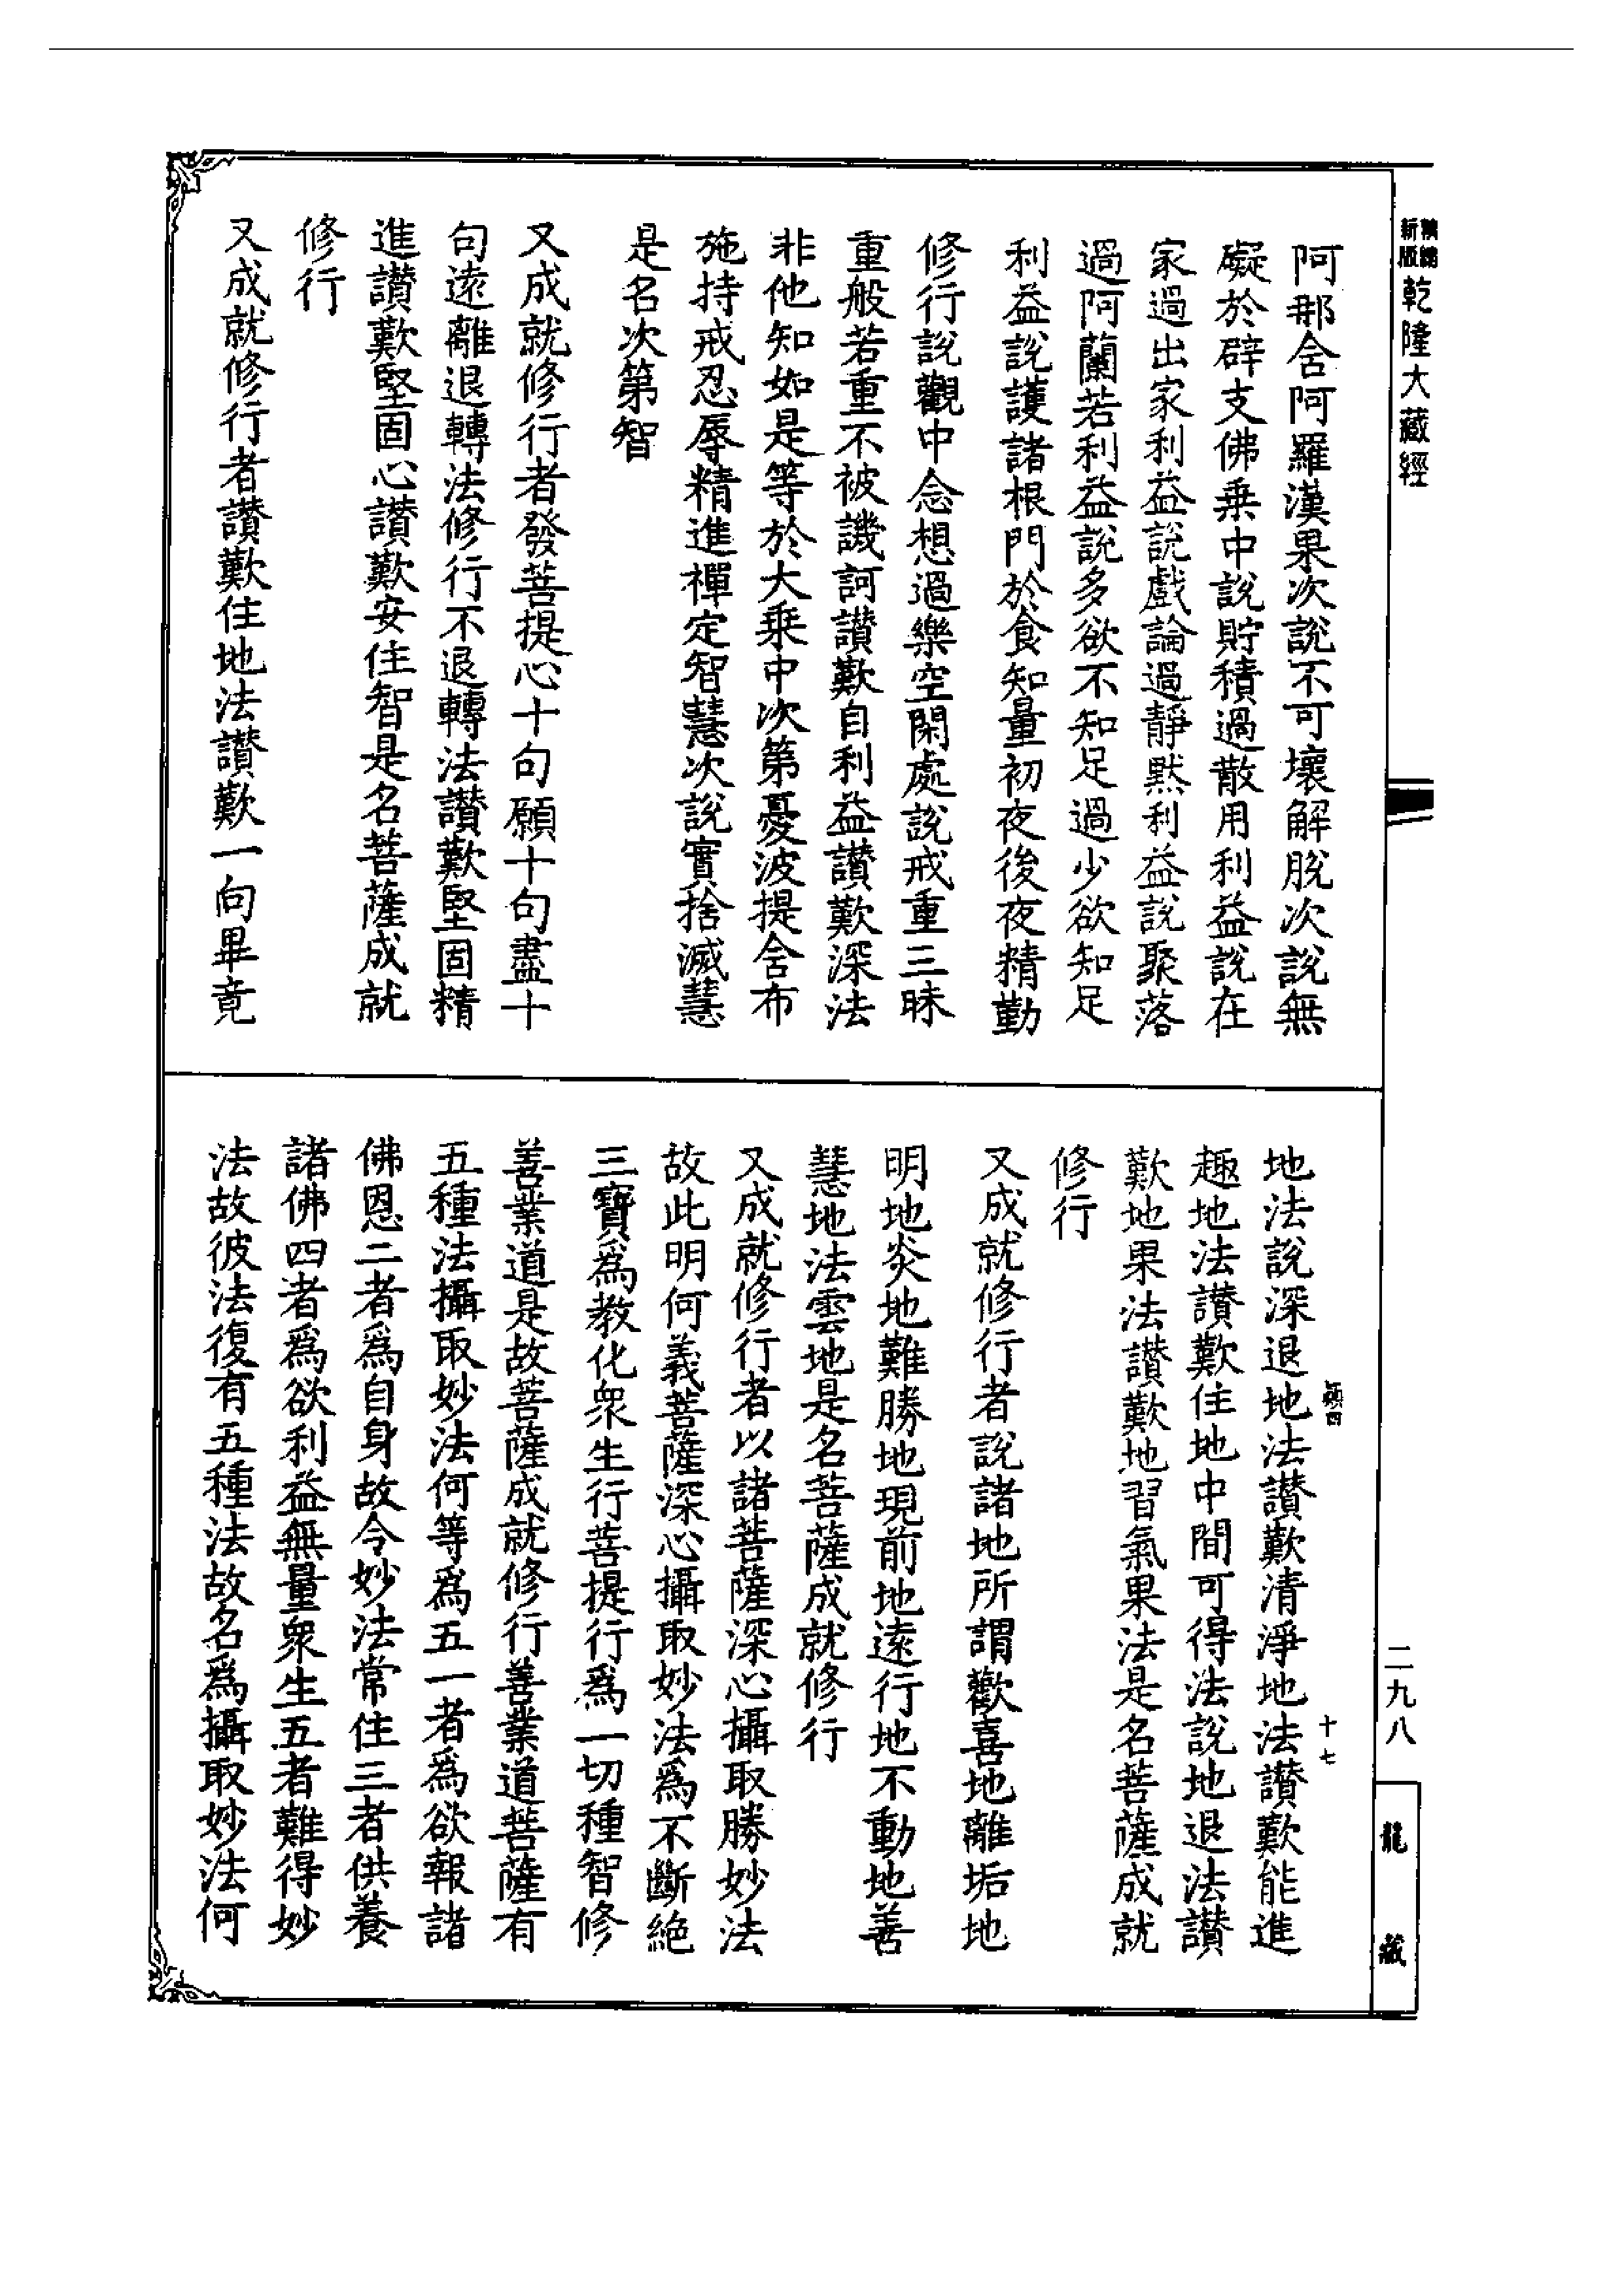 新版
乾隆大藏經
阿那舍阿羅漢果次說不可壞解脫次說無
礙於辟支佛乗中說貯積過散用利益說在
家過出家利益說戲論過靜默利益說聚落
過阿蘭若利益說多欲不知足過少欲知足
利益說護諸根門於食知量初夜後夜精勤
修行說觀中念想過樂空閑處說戒重三昧
重般若重不被譏訶讃歎自利益讃歎深法
非他知如是等於大乗中次第憂波提舍布
施持戒忍辱精進禪定智慧次說實捨滅慧
是名次第智
又成就修行者發菩提心十句願十句盡十
句遠離退轉法修行不退轉法讃歎堅固精
進讃歎堅固心讃歎安住智是名菩薩成就
修行
又成就修行者讃歎住地法讃歎一向畢竟
地法說深退地法讃歎清淨地法讃歎能進
趣地法讃歎住地中間可得法說地退法讃
歎地果法讃歎地習氣果法是名菩薩成就
修行
又成就修行者說諸地所謂歡喜地離垢地
明地炎地難勝地現前地遠行地不動地善
慧地法雲地是名菩薩成就修行
又成就修行者以諸菩薩深心攝取勝妙法
故此明何義菩薩深心攝取妙法爲不斷絶
三寶爲教化衆生行菩提行爲一切種智修
善業道是故菩薩成就修行善業道菩薩有
五種法攝取妙法何等爲五一者爲欲報諸
佛恩二者爲自身故令妙法常住三者供養
諸佛四者爲欲利益無量衆生五者難得妙
法故彼法復有五種法故名爲攝取妙法何
十七
二九八
龍藏